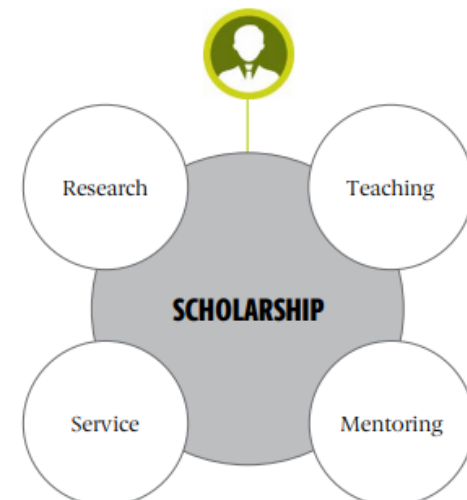 Research
Teaching
SCHOLARSHIP
Service
Mentoring